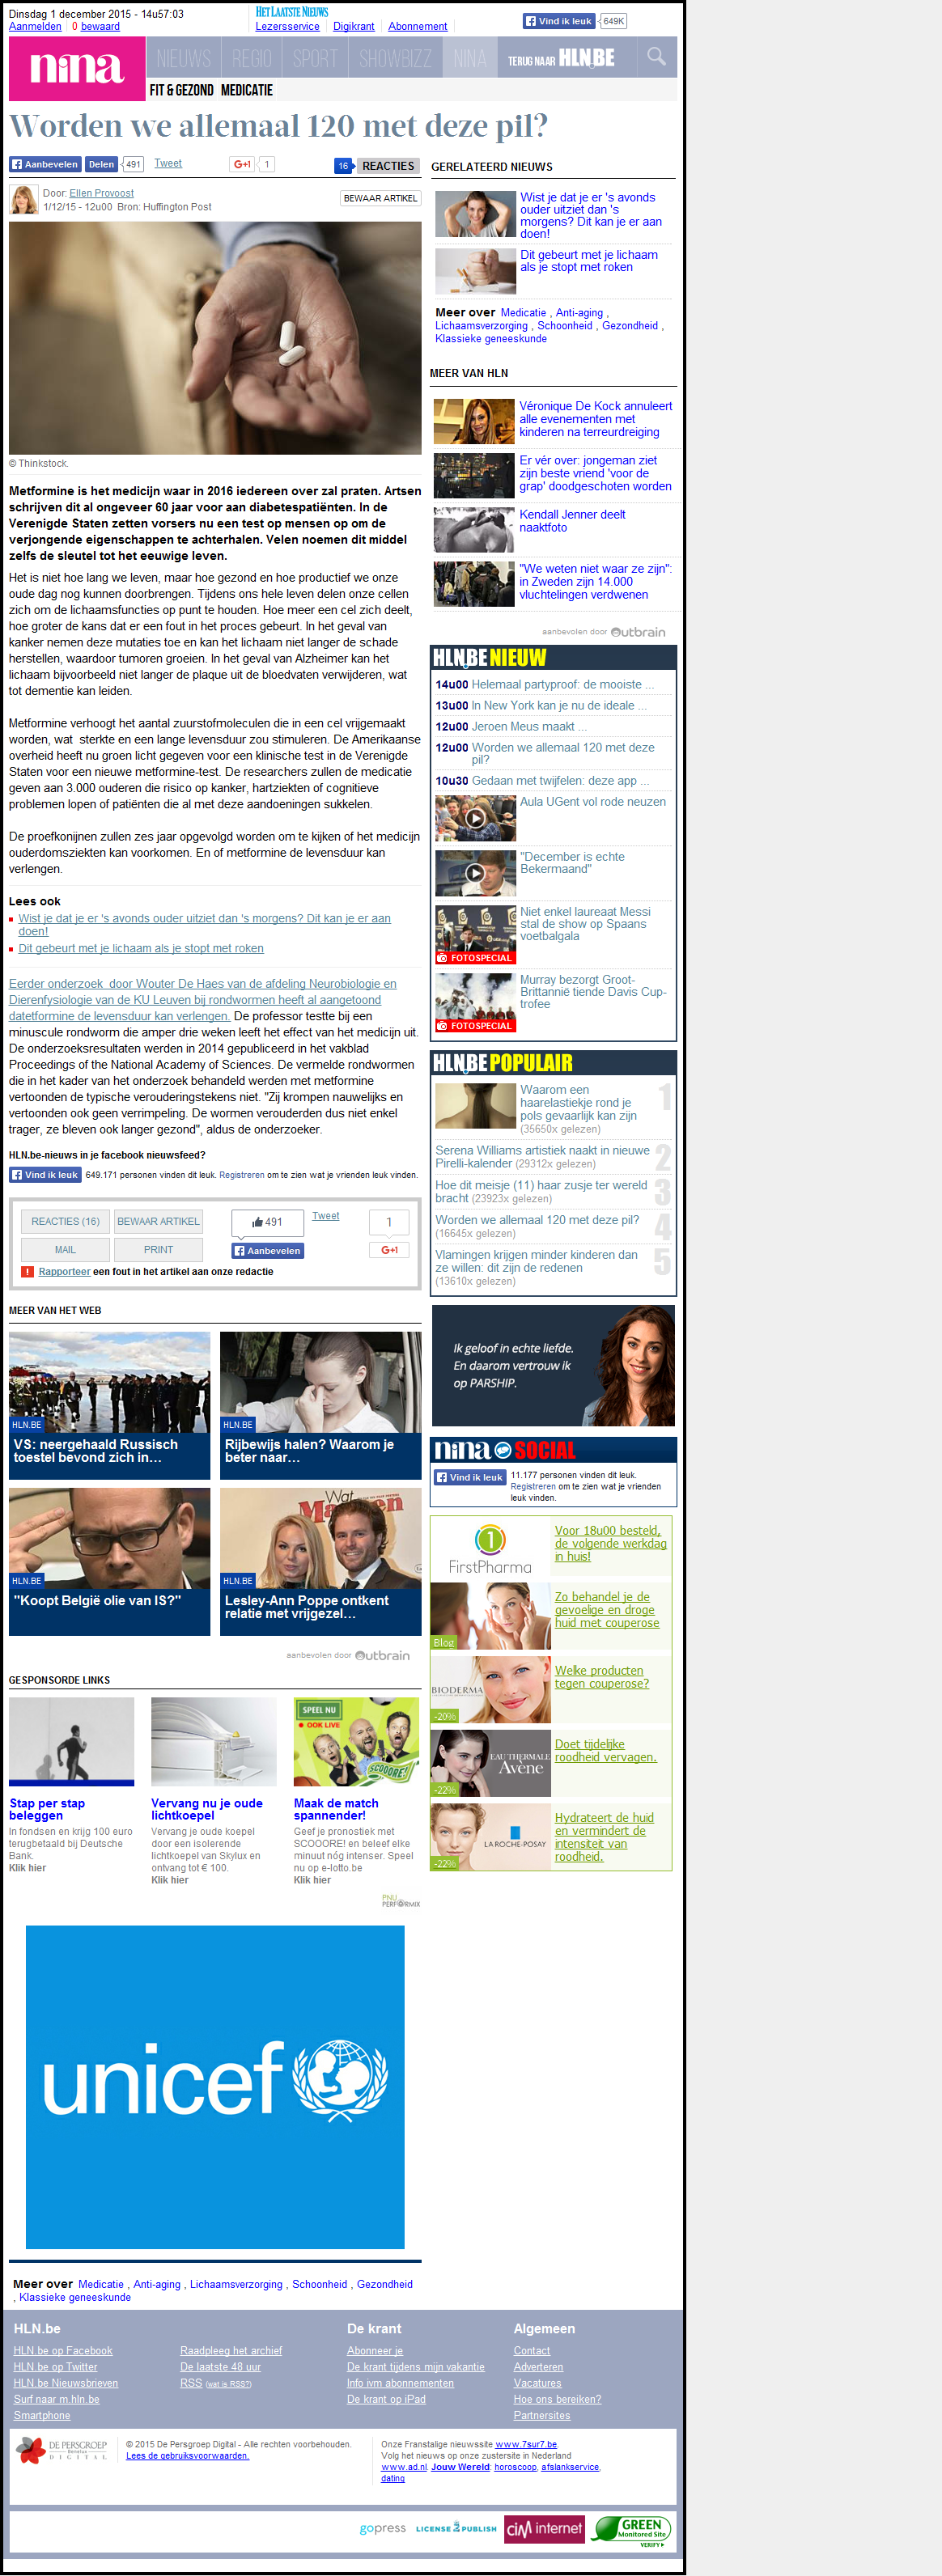 Dinsdag 1 december 2015 - 14u57:03
Aanmelden 0 bewaard
HET LAATSTE NIEUWS
Lezersservice Digikrant Abonnement
Vind ik leuk 649K
nina
NIEUWS REGIO SPORT SHOWBIZZ NINA TERUG NAAR HLN.BE
FIT & GEZOND MEDICATIE
Worden we allemaal 120 met deze pil?
Aanbevelen Delen 491 Tweet +1 1 16 REACTIES
Door: Ellen Provoost
1/12/15 - 12u00 Bron: Huffington Post
BEWAAR ARTIKEL
© Thinkstock.
Metformine is het medicijn waar in 2016 iedereen over zal praten. Artsen
schrijven dit al ongeveer 60 jaar voor aan diabetespatiënten. In de
Verenigde Staten zetten vorsers nu een test op mensen op om de
verjongende eigenschappen te achterhalen. Velen noemen dit middel
zelfs de sleutel tot het eeuwige leven.
Het is niet hoe lang we leven, maar hoe gezond en hoe productief we onze
oude dag nog kunnen doorbrengen. Tijdens ons hele leven delen onze cellen
zich om de lichaamsfuncties op punt te houden. Hoe meer een cel zich deelt,
hoe groter de kans dat er een fout in het proces gebeurt. In het geval van
kanker nemen deze mutaties toe en kan het lichaam niet langer de schade
herstellen, waardoor tumoren groeien. In het geval van Alzheimer kan het
lichaam bijvoorbeeld niet langer de plaque uit de bloedvaten verwijderen, wat
tot dementie kan leiden.
Metformine verhoogt het aantal zuurstofmoleculen die in een cel vrijgemaakt
worden, wat sterkte en een lange levensduur zou stimuleren. De Amerikaanse
overheid heeft nu groen licht gegeven voor een klinische test in de Verenigde
Staten voor een nieuwe metformine-test. De researchers zullen de medicatie
geven aan 3.000 ouderen die risico op kanker, hartziekten of cognitieve
problemen lopen of patiënten die al met deze aandoeningen sukkelen.
De proefkonijnen zullen zes jaar opgevolgd worden om te kijken of het medicijn
ouderdomsziekten kan voorkomen. En of metformine de levensduur kan
verlengen.
Lees ook
Wist je dat je er 's avonds ouder uitziet dan 's morgens? Dit kan je er aan
doen!
Dit gebeurt met je lichaam als je stopt met roken
Eerder onderzoek door Wouter De Haes van de afdeling Neurobiologie en
Dierenfysiologie van de KU Leuven bij rondwormen heeft al aangetoond
datetformine de levensduur kan verlengen. De professor testte bij een
minuscule rondworm die amper drie weken leeft het effect van het medicijn uit.
De onderzoeksresultaten werden in 2014 gepubliceerd in het vakblad
Proceedings of the National Academy of Sciences. De vermelde rondwormen
die in het kader van het onderzoek behandeld werden met metformine
vertoonden de typische verouderingstekens niet. "Zij krompen nauwelijks en
vertoonden ook geen verrimpeling. De wormen verouderden dus niet enkel
trager, ze bleven ook langer gezond", aldus de onderzoeker.
HLN.be-nieuws in je facebook nieuwsfeed?
Vind ik leuk 649.171 personen vinden dit leuk. Registreren om te zien wat je vrienden leuk vinden.
REACTIES (16) BEWAAR ARTIKEL
MAIL PRINT
491 Aanbevelen Tweet 1 +1
! Rapporteer een fout in het artikel aan onze redactie
MEER VAN HET WEB
HLN.BE
VS: neergehaald Russisch
toestel bevond zich in…
HLN.BE
Rijbewijs halen? Waarom je
beter naar…
HLN.BE
"Koopt België olie van IS?"
Wat
Mannen
HLN.BE
Lesley-Ann Poppe ontkent
relatie met vrijgezel…
aanbevolen door Outbrain
GESPONSORDE LINKS
Stap per stap
beleggen
In fondsen en krijg 100 euro
terugbetaald bij Deutsche
Bank.
Klik hier
Vervang nu je oude
lichtkoepel
Vervang je oude koepel
door een isolerende
lichtkoepel van Skylux en
ontvang tot € 100.
Klik hier
SPEEL NU
OOK LIVE
SCOOORE!
Maak de match
spannender!
Geef je pronostiek met
SCOOORE! en beleef elke
minuut nóg intenser. Speel
nu op e-lotto.be
Klik hier
PNU
PERFORMIX
unicef
Meer over Medicatie , Anti-aging , Lichaamsverzorging , Schoonheid , Gezondheid
, Klassieke geneeskunde
GERELATEERD NIEUWS
Wist je dat je er 's avonds
ouder uitziet dan 's
morgens? Dit kan je er aan
doen!
Dit gebeurt met je lichaam
als je stopt met roken
Meer over Medicatie , Anti-aging ,
Lichaamsverzorging , Schoonheid , Gezondheid ,
Klassieke geneeskunde
MEER VAN HLN
Véronique De Kock annuleert
alle evenementen met
kinderen na terreurdreiging
Er vér over: jongeman ziet
zijn beste vriend 'voor de
grap' doodgeschoten worden
Kendall Jenner deelt
naaktfoto
"We weten niet waar ze zijn":
in Zweden zijn 14.000
vluchtelingen verdwenen
aanbevolen door Outbrain
HLN.BE NIEUW
14u00 Helemaal partyproof: de mooiste ...
13u00 In New York kan je nu de ideale ...
12u00 Jeroen Meus maakt ...
12u00 Worden we allemaal 120 met deze
pil?
10u30 Gedaan met twijfelen: deze app ...
Aula UGent vol rode neuzen
"December is echte
Bekermaand"
Niet enkel laureaat Messi
stal de show op Spaans
voetbalgala
FOTOSPECIAL
Murray bezorgt Groot-
Brittannië tiende Davis Cup-
trofee
FOTOSPECIAL
HLN.BE POPULAIR
Waarom een
haarelastiekje rond je
pols gevaarlijk kan zijn
(35650x gelezen)
1
Serena Williams artistiek naakt in nieuwe
Pirelli-kalender (29312x gelezen)
2
Hoe dit meisje (11) haar zusje ter wereld
bracht (23923x gelezen)
3
Worden we allemaal 120 met deze pil?
(16645x gelezen)
4
Vlamingen krijgen minder kinderen dan
ze willen: dit zijn de redenen
(13610x gelezen)
5
Ik geloof in echte liefde.
En daarom vertrouw ik
op PARSHIP.
nina SOCIAL
Vind ik leuk 11.177 personen vinden dit leuk.
Registreren om te zien wat je vrienden
leuk vinden.
1
FirstPharma
Voor 18u00 besteld,
de volgende werkdag
in huis!
Blog
Zo behandel je de
gevoelige en droge
huid met couperose
BIODERMA
-20%
Welke producten
tegen couperose?
EAU THERMALE
Avène
-22%
Doet tijdelijke
roodheid vervagen.
LA ROCHE-POSAY
-22%
Hydrateert de huid
en vermindert de
intensiteit van
roodheid.
HLN.be De krant Algemeen
HLN.be op Facebook Raadpleeg het archief Abonneer je Contact
HLN.be op Twitter De laatste 48 uur De krant tijdens mijn vakantie Adverteren
HLN.be Nieuwsbrieven RSS (wat is RSS?) Info ivm abonnementen Vacatures
Surf naar m.hln.be De krant op iPad Hoe ons bereiken?
Smartphone Partnersites
DE PERSGROEP
Benelux
DIGITAL
© 2015 De Persgroep Digital - Alle rechten voorbehouden.
Lees de gebruiksvoorwaarden.
Onze Franstalige nieuwssite www.7sur7.be.
Volg het nieuws op onze zustersite in Nederland
www.ad.nl. Jouw Wereld: horoscoop, afslankservice,
dating
gopress LICENSE 2 PUBLISH CIM internet GREEN
Monitored Site
VERIFY